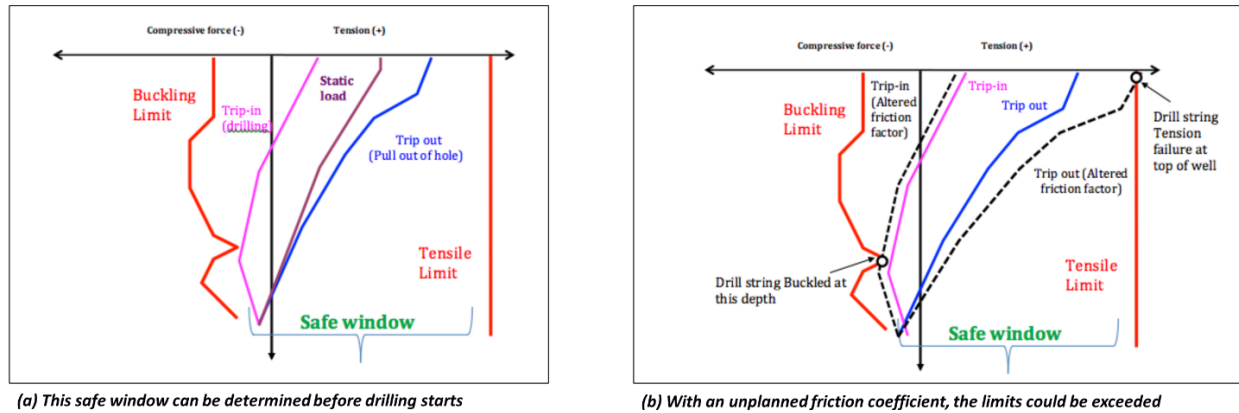 Compressive force (-)
Tension (+)
Buckling
Limit
Trip-in
(drilling)
Static
load
Trip out
(Pull out of hole)
Tensile
Limit
Safe window
(a) This safe window can be determined before drilling starts
Compressive force (-)
Tension (+)
Buckling
Limit
Trip-in
(Altered
friction
factor)
Trip-in
Trip out
Drill string
Tension
failure at
top of well
Trip out (Altered
friction factor)
Drill string Buckled at
this depth
Tensile
Limit
Safe window
(b) With an unplanned friction coefficient, the limits could be exceeded